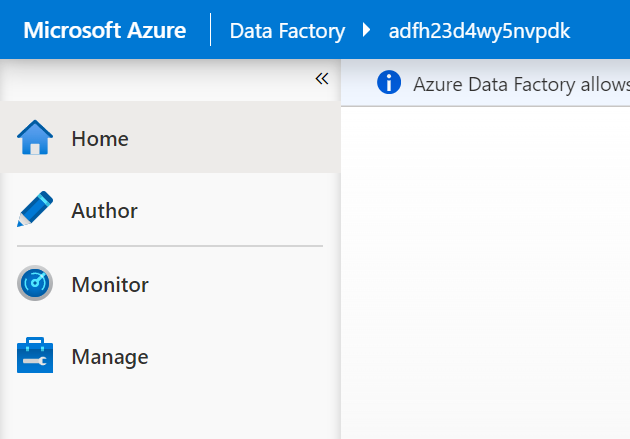 Microsoft Azure Data Factory adfh23d4wy5nvpdk
«
Azure Data Factory allows
Home
Author
Monitor
Manage